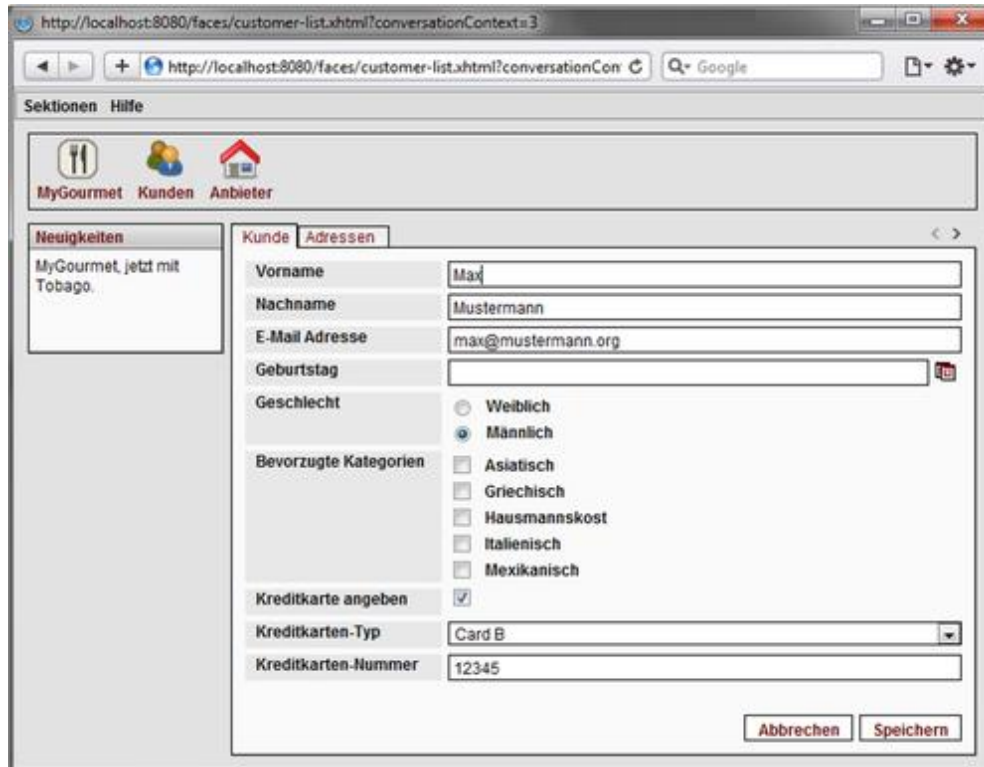 http://localhost:8080/faces/customer-list.xhtml?conversationContext=3
http://localhost:8080/faces/customer-list.xhtml?conversationCon
Google
Sektionen Hilfe
MyGourmet Kunden Anbieter
Neuigkeiten
MyGourmet, jetzt mit
Tobago.
Kunde Adressen
Vorname Max
Nachname Mustermann
E-Mail Adresse max@mustermann.org
Geburtstag
Geschlecht Weiblich
Männlich
Bevorzugte Kategorien Asiatisch
Griechisch
Hausmannskost
Italienisch
Mexikanisch
Kreditkarte angeben
Kreditkarten-Typ Card B
Kreditkarten-Nummer 12345
Abbrechen Speichern